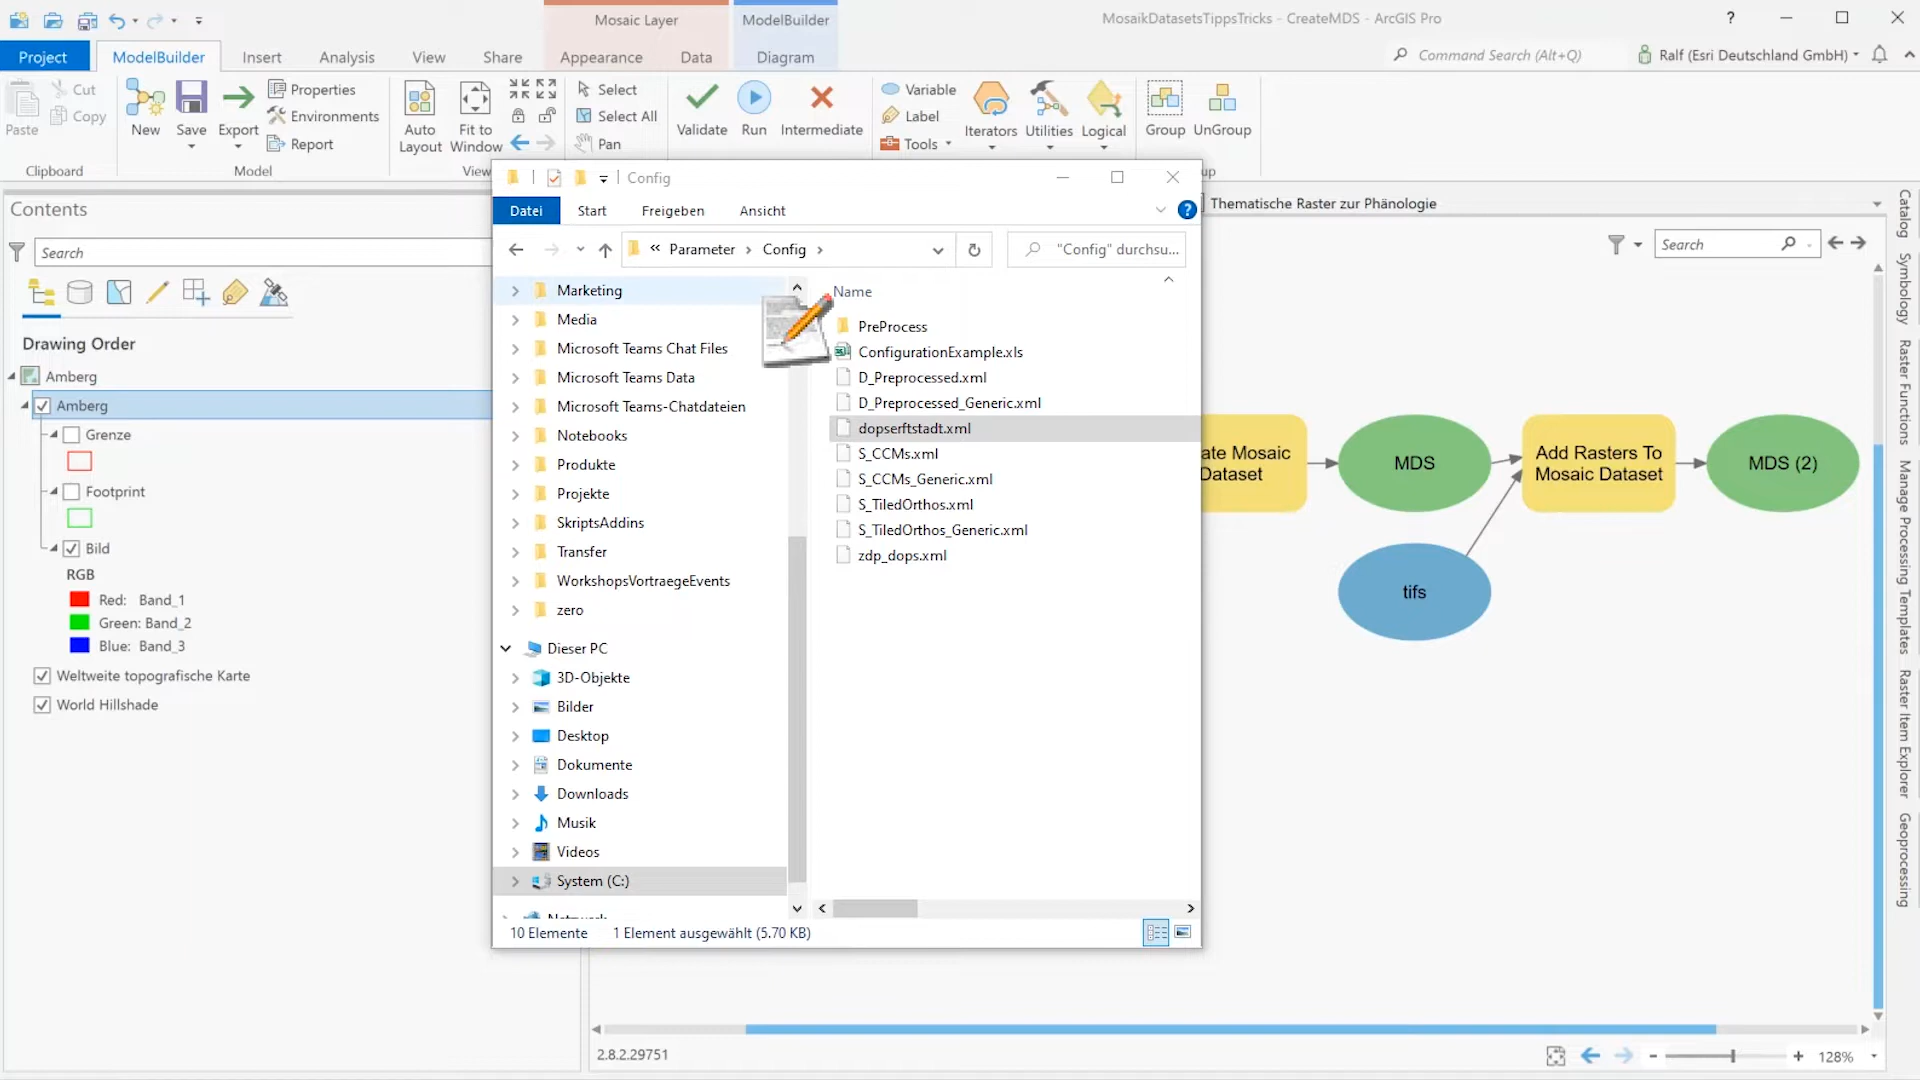 Mosaic Layer
ModelBuilder
MosaikDatasetsTippsTricks - CreateMDS - ArcGIS Pro
?
Project
ModelBuilder
Insert
Analysis
View
Share
Appearance
Data
Diagram
Command Search (Alt+Q)
Ralf (Esri Deutschland GmbH)
Paste
Cut
Copy
Clipboard
New
Save
Export
Properties
Environments
Report
Model
Auto Layout
Fit to Window
View
Select
Select All
Pan
Validate
Run
Intermediate
Variable
Label
Tools
Iterators
Utilities
Logical
Group
UnGroup
up
Contents
Search
Drawing Order
Amberg
Amberg
Grenze
Footprint
Bild
RGB
Red: Band_1
Green: Band_2
Blue: Band_3
Weltweite topografische Karte
World Hillshade
Config
Datei
Start
Freigeben
Ansicht
?
« Parameter › Config ›
"Config" durchsu...
Marketing
Media
Microsoft Teams Chat Files
Microsoft Teams Data
Microsoft Teams-Chatdateien
Notebooks
Produkte
Projekte
SkriptsAddins
Transfer
WorkshopsVortraegeEvents
zero
Dieser PC
3D-Objekte
Bilder
Desktop
Dokumente
Downloads
Musik
Videos
System (C:)
Name
PreProcess
ConfigurationExample.xls
D_Preprocessed.xml
D_Preprocessed_Generic.xml
dopserftstadt.xml
S_CCMs.xml
S_CCMs_Generic.xml
S_TiledOrthos.xml
S_TiledOrthos_Generic.xml
zdp_dops.xml
10 Elemente
1 Element ausgewählt (5.70 KB)
Thematische Raster zur Phänologie
Search
ate Mosaic
Dataset
MDS
Add Rasters To
Mosaic Dataset
MDS (2)
tifs
2.8.2.29751
128%
Catalog
Symbology
Raster Functions
Manage Processing Templates
Raster Item Explorer
Geoprocessing